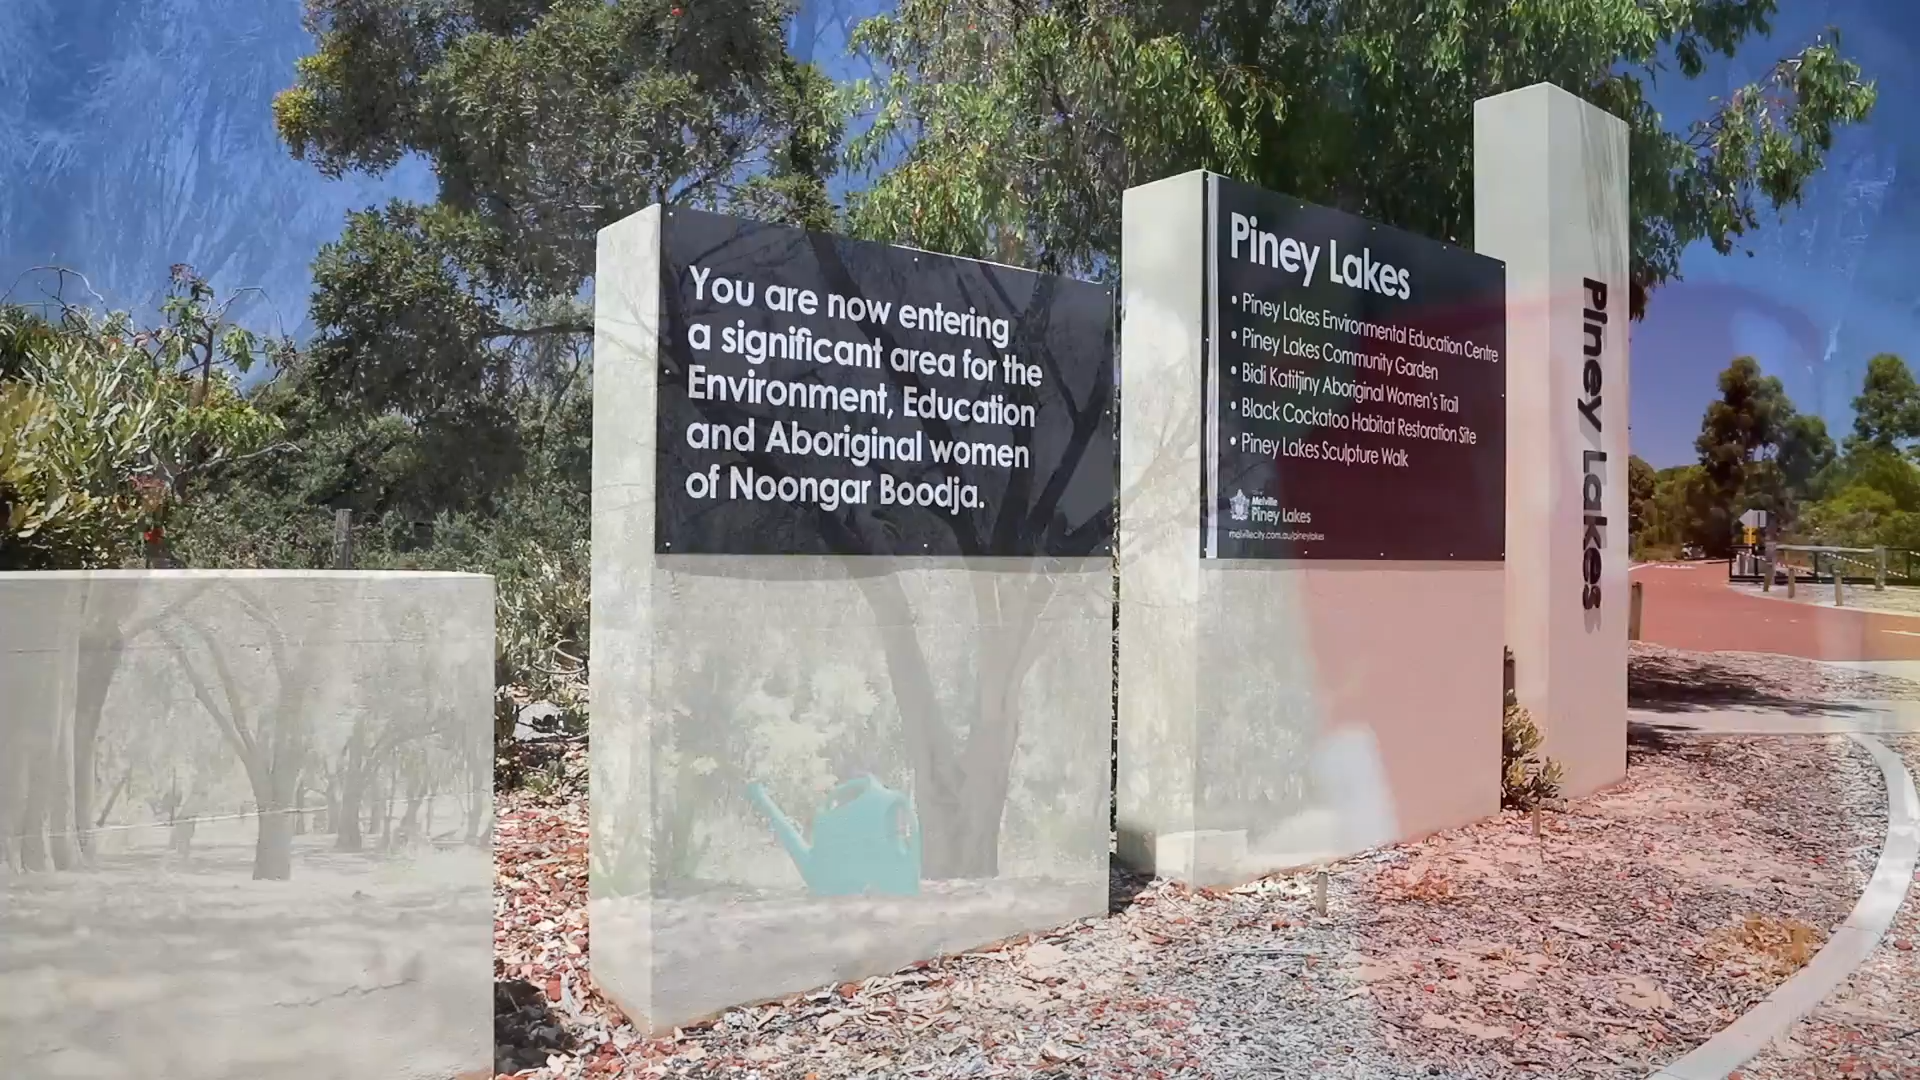 You are now entering
a significant area for the
Environment, Education
and Aboriginal women
of Noongar Boodja.
Piney Lakes
• Piney Lakes Environmental Education Centre
• Piney Lakes Community Garden
• Bidi Katitjiny Aboriginal Women's Trail
• Black Cockatoo Habitat Restoration Site
• Piney Lakes Sculpture Walk
Melville
Piney Lakes
melvillecity.com.au/pineylakes
Piney Lakes